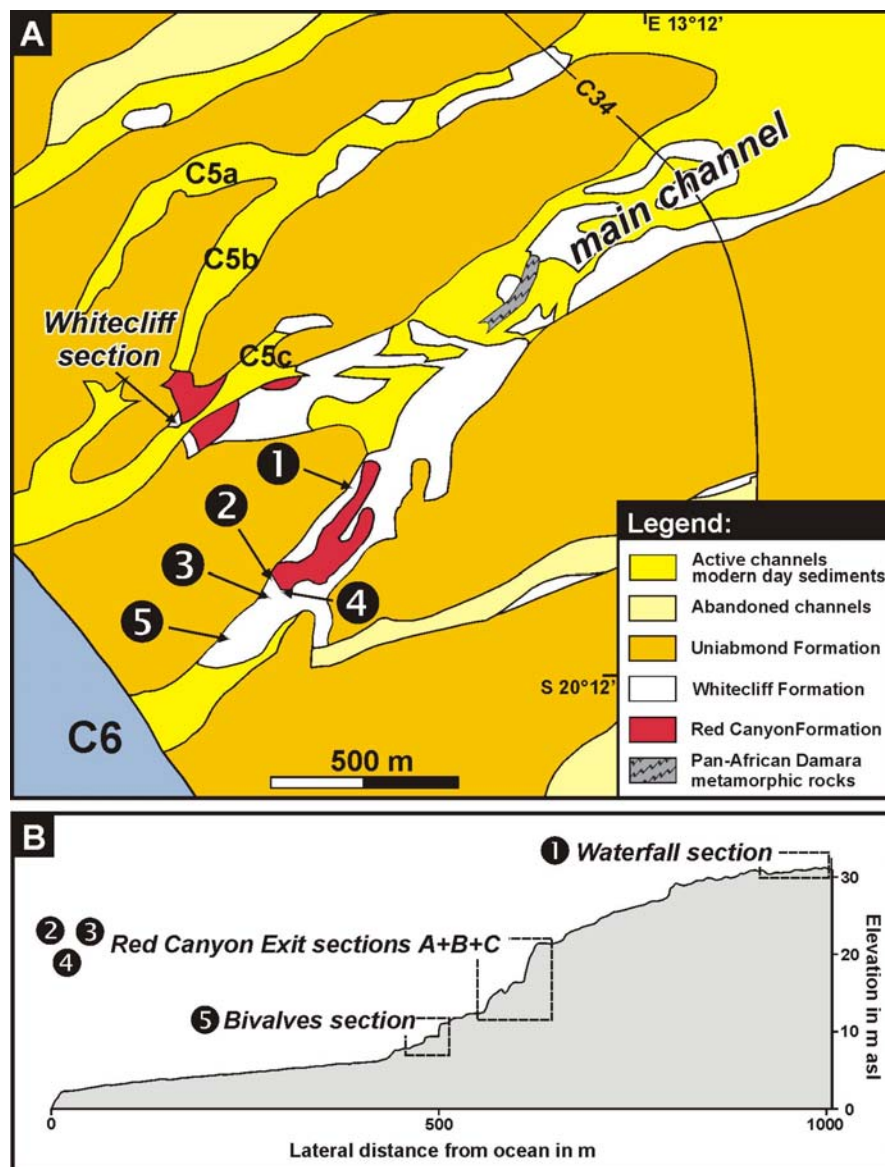 A
E 13°12'
C34
main channel
C5a
C5b
Whitecliff
section
C5c
1
2
3
4
5
S 20°12'
C6
500 m
Legend:
Active channels
modern day sediments
Abandoned channels
Uniabmond Formation
Whitecliff Formation
Red CanyonFormation
Pan-African Damara
metamorphic rocks
B
1 Waterfall section
30
2 3
4
Red Canyon Exit sections A+B+C
20
5 Bivalves section
10
0
Elevation in m asl
0 500 1000
Lateral distance from ocean in m